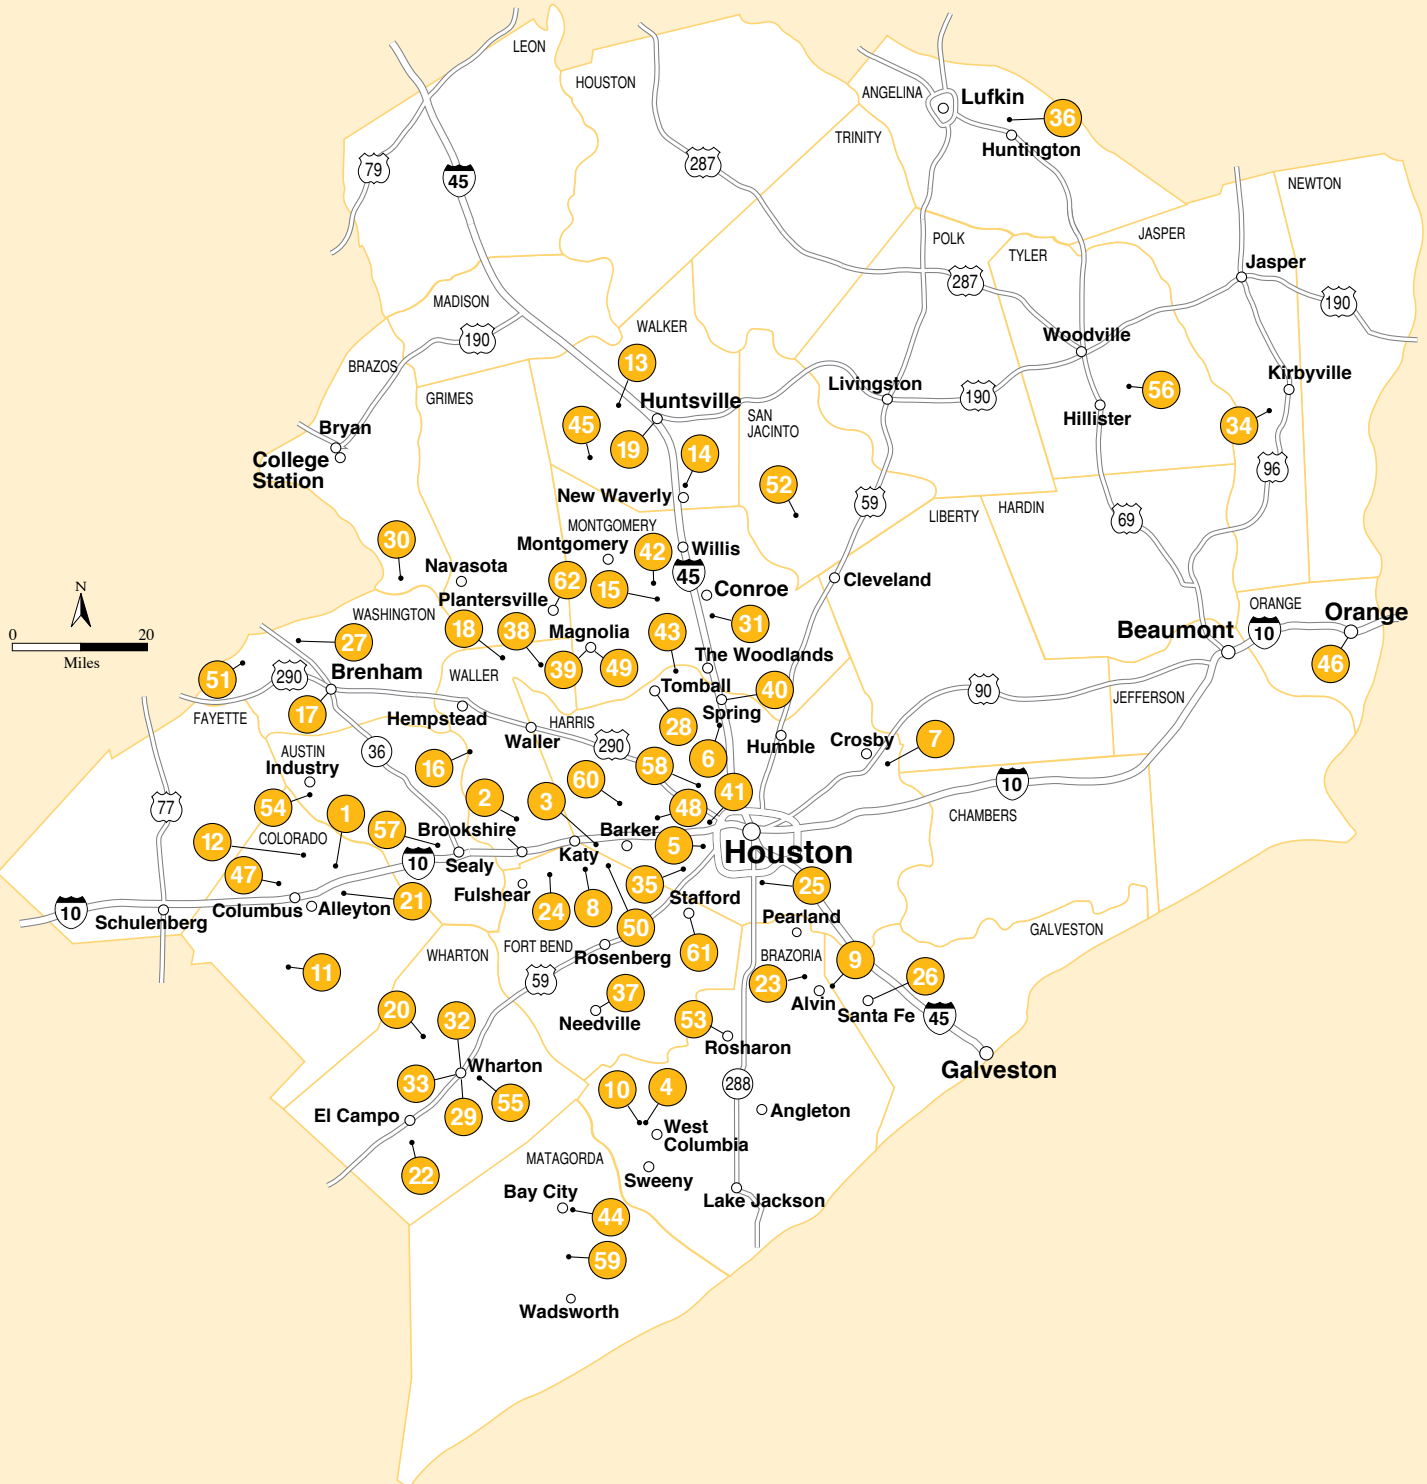 LEON
HOUSTON
ANGELINA
Lufkin
36
TRINITY
Huntington
79
45
287
NEWTON
POLK
JASPER
TYLER
Jasper
287
MADISON
190
190
WALKER
Woodville
BRAZOS
13
Livingston
Kirbyville
GRIMES
Huntsville
190
56
SAN
JACINTO
Hillister
34
Bryan
45
19
14
College
Station
52
96
New Waverly
59
LIBERTY
HARDIN
69
MONTGOMERY
30
Montgomery
42
Willis
Navasota
62
15
45
Conroe
Cleveland
N
Plantersville
WASHINGTON
ORANGE
Orange
0
20
Miles
18
38
Magnolia
43
31
Beaumont
10
27
The Woodlands
51
290
Brenham
WALLER
39
49
46
Tomball
40
90
JEFFERSON
FAYETTE
17
Hempstead
HARRIS
28
Spring
Waller
290
Humble
Crosby
7
AUSTIN
36
Industry
16
58
6
60
10
77
54
2
3
48
41
CHAMBERS
1
57
Brookshire
Barker
12
COLORADO
5
Houston
10
Sealy
Katy
47
35
25
Fulshear
21
24
8
Stafford
10
Schulenberg
Columbus
Alleyton
50
Pearland
GALVESTON
WHARTON
FORT BEND
Rosenberg
61
BRAZORIA
9
11
59
23
26
37
Alvin
20
32
Needville
53
Santa Fe
45
Rosharon
Wharton
Galveston
33
288
10
4
55
29
El Campo
Angleton
West
Columbia
MATAGORDA
22
Sweeny
Bay City
Lake Jackson
44
59
Wadsworth